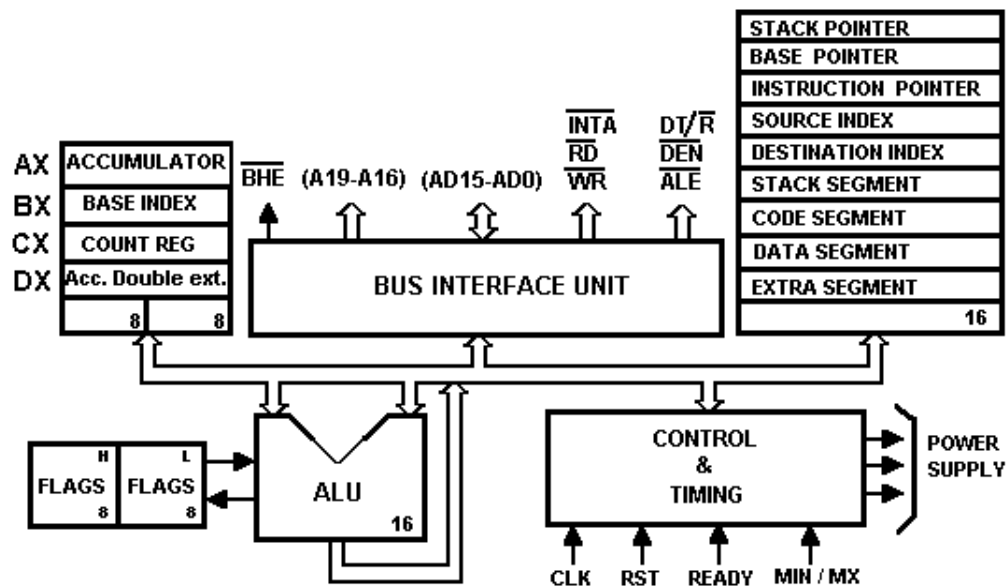 AX
BX
CX
DX
ACCUMULATOR
BASE INDEX
COUNT REG
Acc. Double ext.
8 8
BHE (A19-A16) (AD15-AD0)
INTA
RD
WR
DT/R
DEN
ALE
BUS INTERFACE UNIT
STACK POINTER
BASE POINTER
INSTRUCTION POINTER
SOURCE INDEX
DESTINATION INDEX
STACK SEGMENT
CODE SEGMENT
DATA SEGMENT
EXTRA SEGMENT
16
H L
FLAGS FLAGS
8 8
ALU
16
CONTROL
&
TIMING
POWER
SUPPLY
CLK RST READY MIN / MX